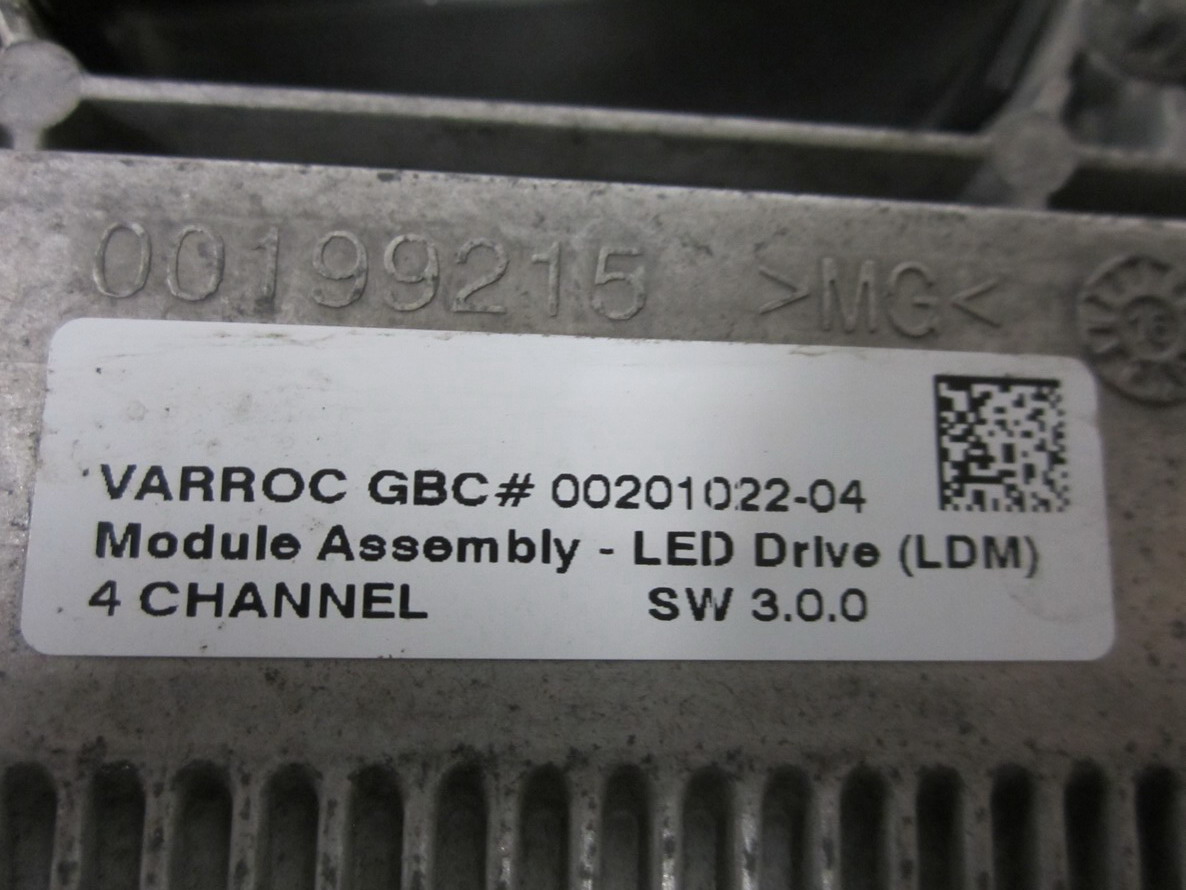 00199215 >MG<
VARROC GBC# 00201022-04
Module Assembly - LED Drive (LDM)
4 CHANNEL SW 3.0.0